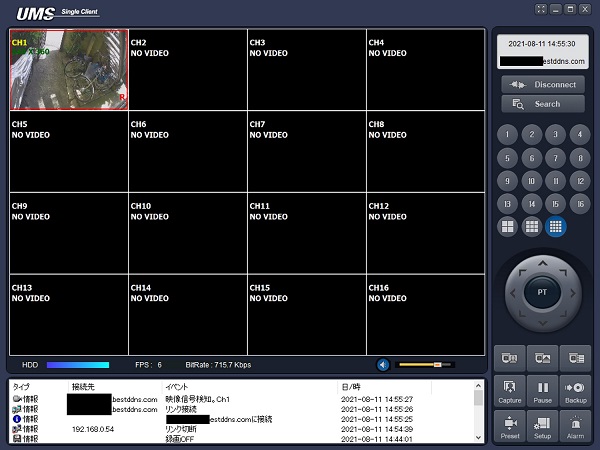 UMS Single Client
CH1
CH2
NO VIDEO
CH3
NO VIDEO
CH4
NO VIDEO
CH5
NO VIDEO
CH6
NO VIDEO
CH7
NO VIDEO
CH8
NO VIDEO
CH9
NO VIDEO
CH10
NO VIDEO
CH11
NO VIDEO
CH12
NO VIDEO
CH13
NO VIDEO
CH14
NO VIDEO
CH15
NO VIDEO
CH16
NO VIDEO
R
HDD FPS : 6 BitRate : 715.7 Kbps
タイプ 接続先 イベント 日/時
情報 .bestddns.com 映像信号検知。Ch1 2021-08-11 14:55:27
情報 .bestddns.com リンク接続 2021-08-11 14:55:26
情報 estddns.comに接続 2021-08-11 14:55:25
情報 192.168.0.54 リンク切断 2021-08-11 14:54:39
情報 録画OFF 2021-08-11 14:44:01
2021-08-11 14:55:30
estddns.com
Disconnect
Search
1 2 3 4
5 6 7 8
9 10 11 12
13 14 15 16
PT
Capture Pause Backup
Preset Setup Alarm